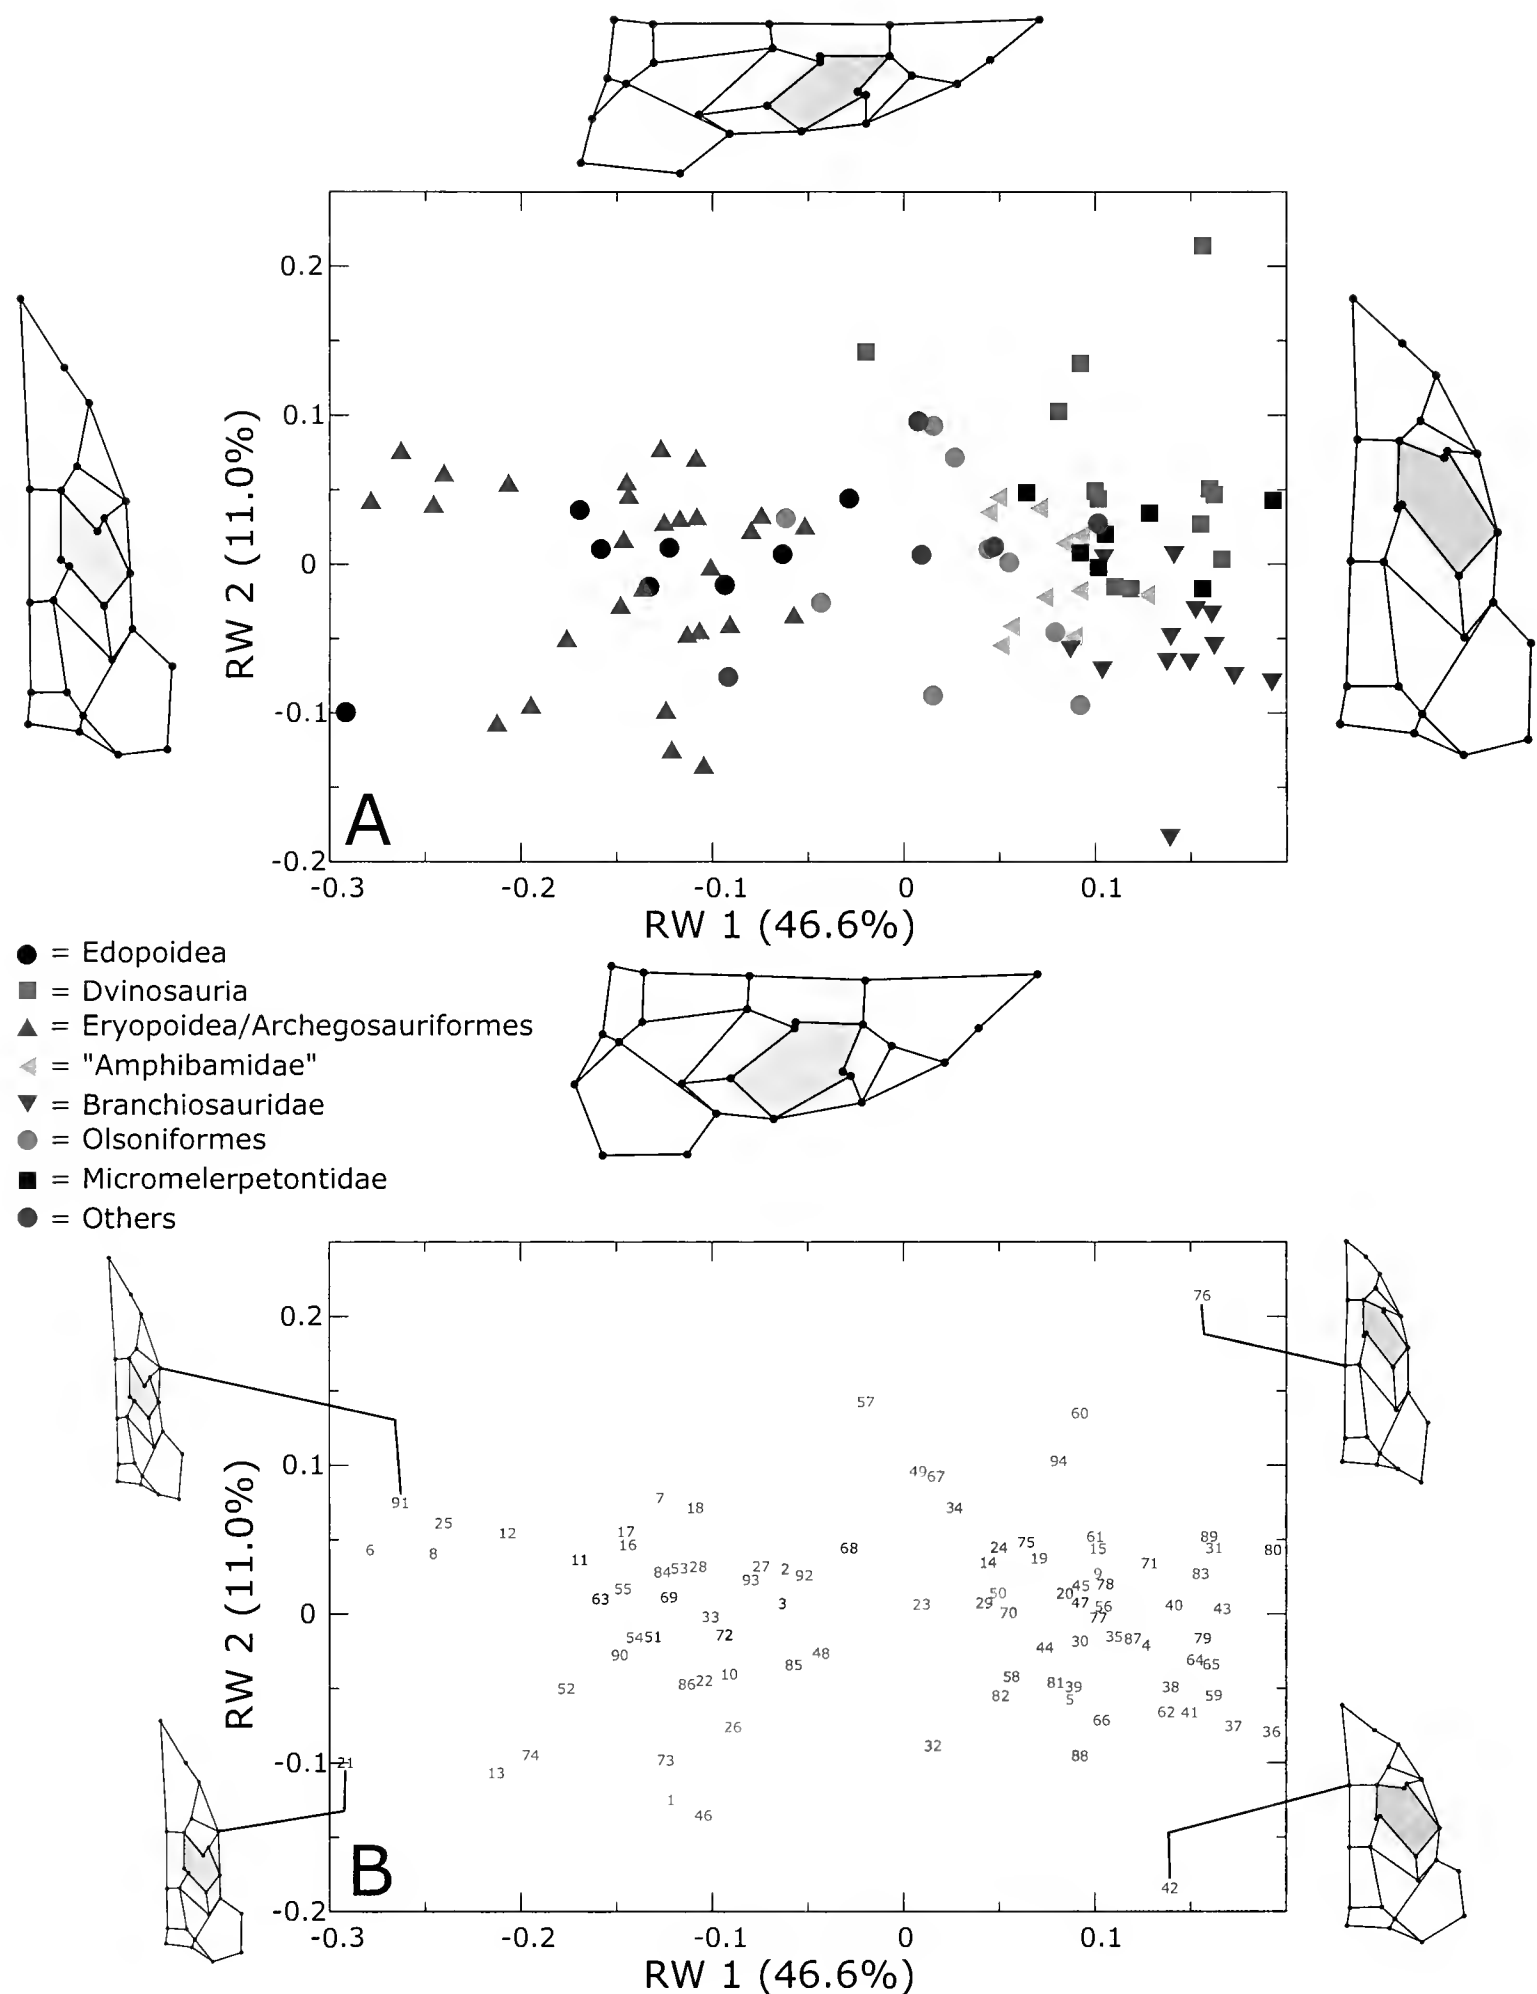 0.2
0.1
0
-0.1
-0.2
RW 2 (11.0%)
A
-0.3 -0.2 -0.1 0 0.1
RW 1 (46.6%)
= Edopoidea
= Dvinosauria
= Eryopoidea/Archegosauriformes
= "Amphibamidae"
= Branchiosauridae
= Olsoniformes
= Micromelerpetontidae
= Others
76
0.2
57
60
0.1
49 67 94
91 7 18 34
25 12 17 16 68 24 75 61 15 89 31 80
6 8 11 84 53 28 27 2 93 92 14 19 9 71 83
63 55 69 3 23 29 50 70 20 45 78 47 56 77 40 43
0
33
54 51 72 90 48 85 44 30 35 87 4 79 64 65
52 86 22 10 58 82 81 39 5 38 59 62 41
26 66 37 36
-0.1
21 13 74 73 32 88
1 46
42
-0.2
RW 2 (11.0%)
B
-0.3 -0.2 -0.1 0 0.1
RW 1 (46.6%)